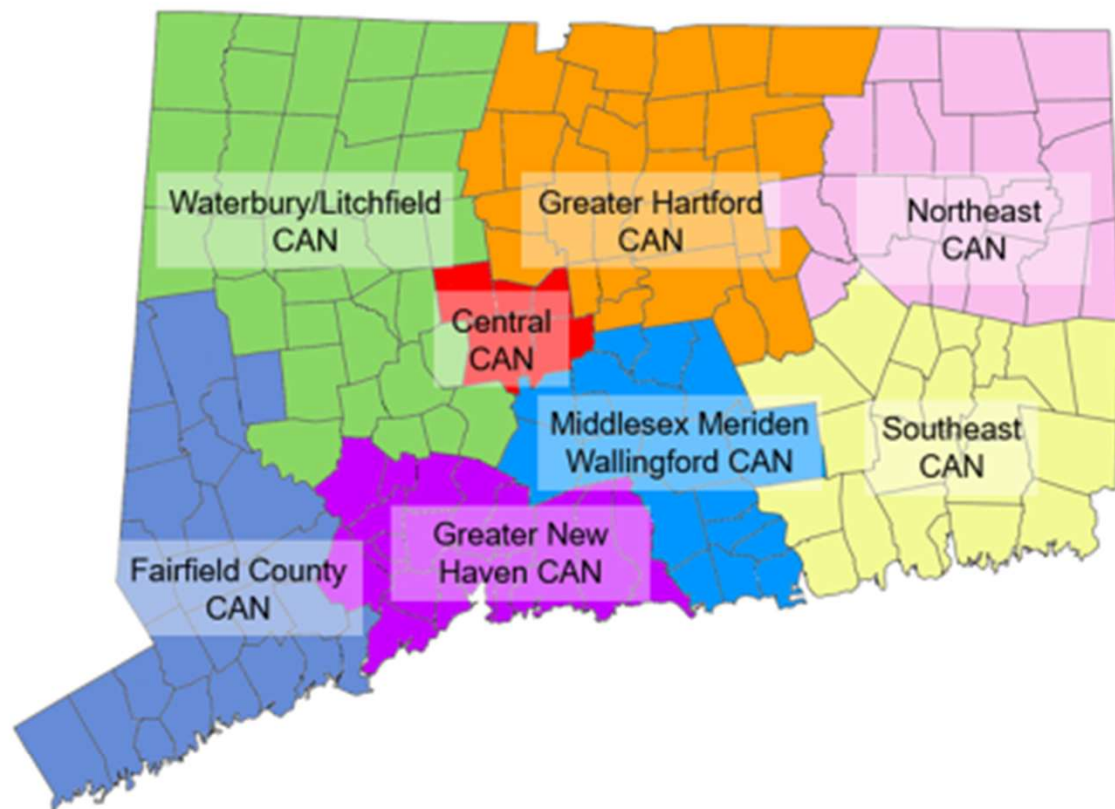 Waterbury/Litchfield
CAN
Greater Hartford
CAN
Northeast
CAN
Central
CAN
Middlesex Meriden
Wallingford CAN
Southeast
CAN
Greater New
Haven CAN
Fairfield County
CAN